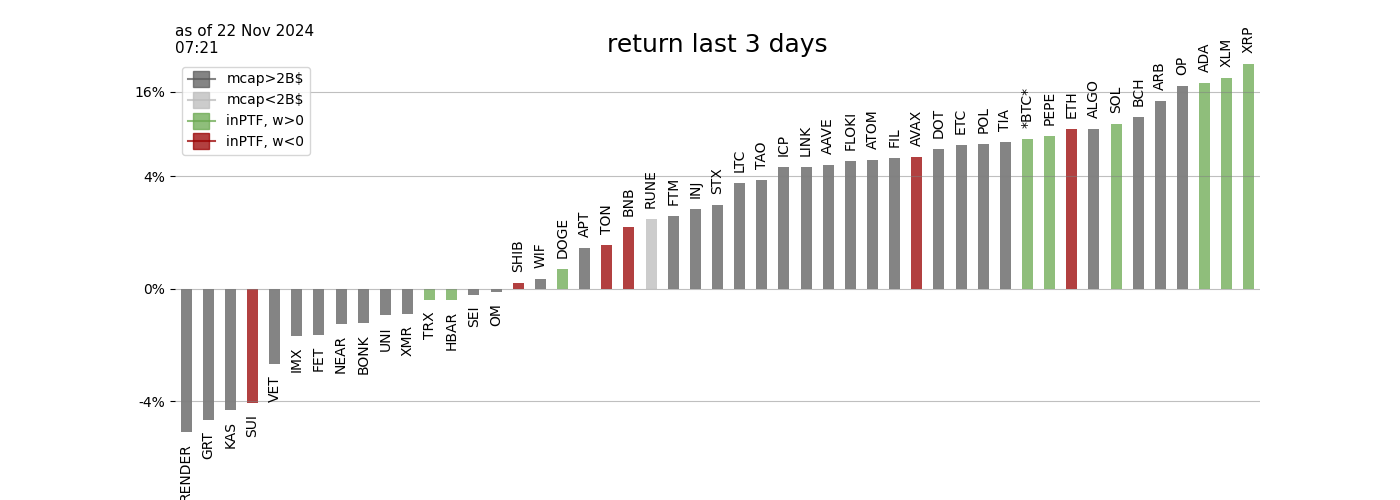 as of 22 Nov 2024
07:21
return last 3 days
mcap>2B$
mcap<2B$
inPTF, w>0
inPTF, w<0
16%
4%
0%
-4%
RENDER
GRT
KAS
SUI
VET
IMX
FET
NEAR
BONK
UNI
XMR
TRX
HBAR
SEI
OM
SHIB
WIF
DOGE
APT
TON
BNB
RUNE
FTM
INJ
STX
LTC
TAO
ICP
LINK
AAVE
FLOKI
ATOM
FIL
AVAX
DOT
ETC
POL
TIA
*BTC*
PEPE
ETH
ALGO
SOL
BCH
ARB
OP
ADA
XLM
XRP